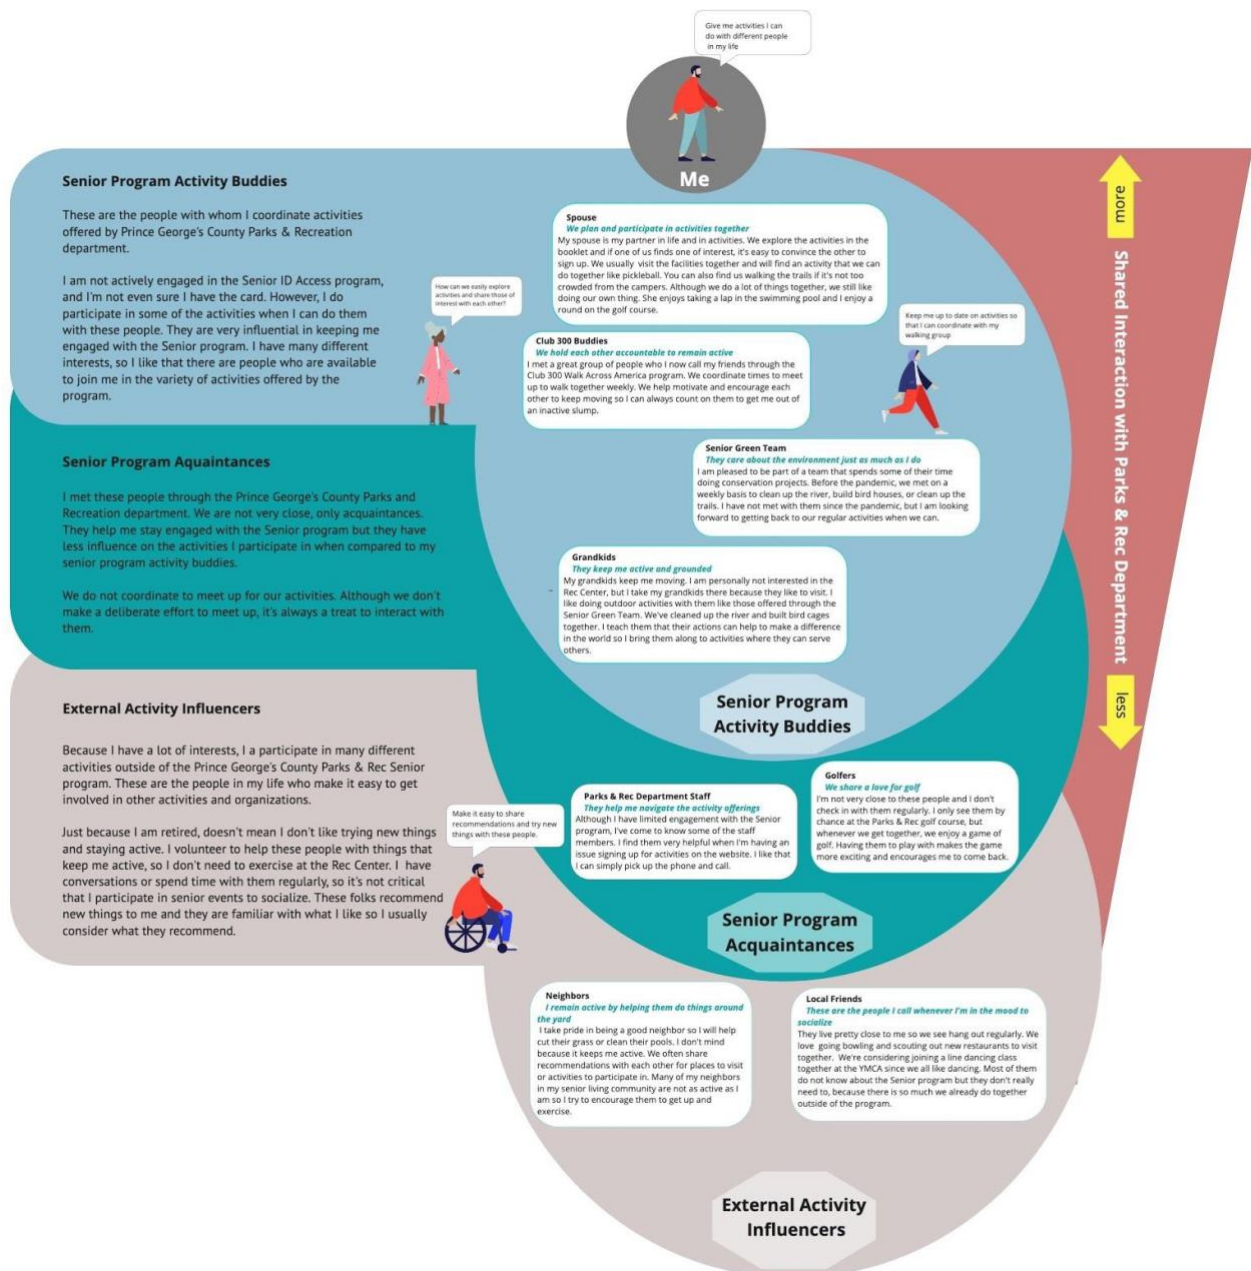 Give me activities I can
do with different people
in my life
Me
Senior Program Activity Buddies
These are the people with whom I coordinate activities
offered by Prince George's County Parks & Recreation
department.
I am not actively engaged in the Senior ID Access program,
and I'm not even sure I have the card. However, I do
participate in some of the activities when I can do them
with these people. They are very influential in keeping me
engaged with the Senior program. I have many different
interests, so I like that there are people who are available
to join me in the variety of activities offered by the
program.
How can we easily explore
activities and share those of
interest with each other?
Spouse
We plan and participate in activities together
My spouse is my partner in life and in activities. We explore the activities in the
booklet and if one of us finds one of interest, it's easy to convince the other to
sign up. We usually visit the facilities together and will find an activity that we can
do together like pickleball. You can also find us walking the trails if it's not too
crowded from the campers. Although we do a lot of things together, we still like
doing our own thing. She enjoys taking a lap in the swimming pool and I enjoy a
round on the golf course.
Keep me up to date on activities so
that I can coordinate with my
walking group
Club 300 Buddies
We hold each other accountable to remain active
I met a great group of people who I now call my friends through the
Club 300 Walk Across America program. We coordinate times to meet
up to walk together weekly. We help motivate and encourage each
other to keep moving so I can always count on them to get me out of
an inactive slump.
Senior Green Team
They care about the environment just as much as I do
I am pleased to be part of a team that spends some of their time
doing conservation projects. Before the pandemic, we met on a
weekly basis to clean up the river, build bird houses, or clean up the
trails. I have not met with them since the pandemic, but I am looking
forward to getting back to our regular activities when we can.
Grandkids
They keep me active and grounded
My grandkids keep me moving. I am personally not interested in the
Rec Center, but I take my grandkids there because they like to visit. I
like doing outdoor activities with them like those offered through the
Senior Green Team. We've cleaned up the river and built bird cages
together. I teach them that their actions can help to make a difference
in the world so I bring them along to activities where they can serve
others.
Senior Program
Activity Buddies
more
Shared Interaction with Parks & Rec Department
less
Senior Program Aquaintances
I met these people through the Prince George's County Parks and
Recreation department. We are not very close, only acquaintances.
They help me stay engaged with the Senior program but they have
less influence on the activities I participate in when compared to my
senior program activity buddies.
We do not coordinate to meet up for our activities. Although we don't
make a deliberate effort to meet up, it's always a treat to interact with
them.
Parks & Rec Department Staff
They help me navigate the activity offerings
Although I have limited engagement with the Senior
program, I've come to know some of the staff
members. I find them very helpful when I'm having an
issue signing up for activities on the website. I like that
I can simply pick up the phone and call.
Golfers
We share a love for golf
I'm not very close to these people and I don't
check in with them regularly. I only see them by
chance at the Parks & Rec golf course, but
whenever we get together, we enjoy a game of
golf. Having them to play with makes the game
more exciting and encourages me to come back.
Senior Program
Acquaintances
External Activity Influencers
Because I have a lot of interests, I a participate in many different
activities outside of the Prince George's County Parks & Rec Senior
program. These are the people in my life who make it easy to get
involved in other activities and organizations.
Just because I am retired, doesn't mean I don't like trying new things
and staying active. I volunteer to help these people with things that
keep me active, so I don't need to exercise at the Rec Center. I have
conversations or spend time with them regularly, so it's not critical
that I participate in senior events to socialize. These folks recommend
new things to me and they are familiar with what I like so I usually
consider what they recommend.
Make it easy to share
recommendations and try new
things with these people.
Neighbors
I remain active by helping them do things around
the yard
I take pride in being a good neighbor so I will help
cut their grass or clean their pools. I don't mind
because it keeps me active. We often share
recommendations with each other for places to visit
or activities to participate in. Many of my neighbors
in my senior living community are not as active as I
am so I try to encourage them to get up and
exercise.
Local Friends
These are the people I call whenever I'm in the mood to
socialize
They live pretty close to me so we see hang out regularly. We
love going bowling and scouting out new restaurants to visit
together. We're considering joining a line dancing class
together at the YMCA since we all like dancing. Most of them
do not know about the Senior program but they don't really
need to, because there is so much we already do together
outside of the program.
External Activity
Influencers